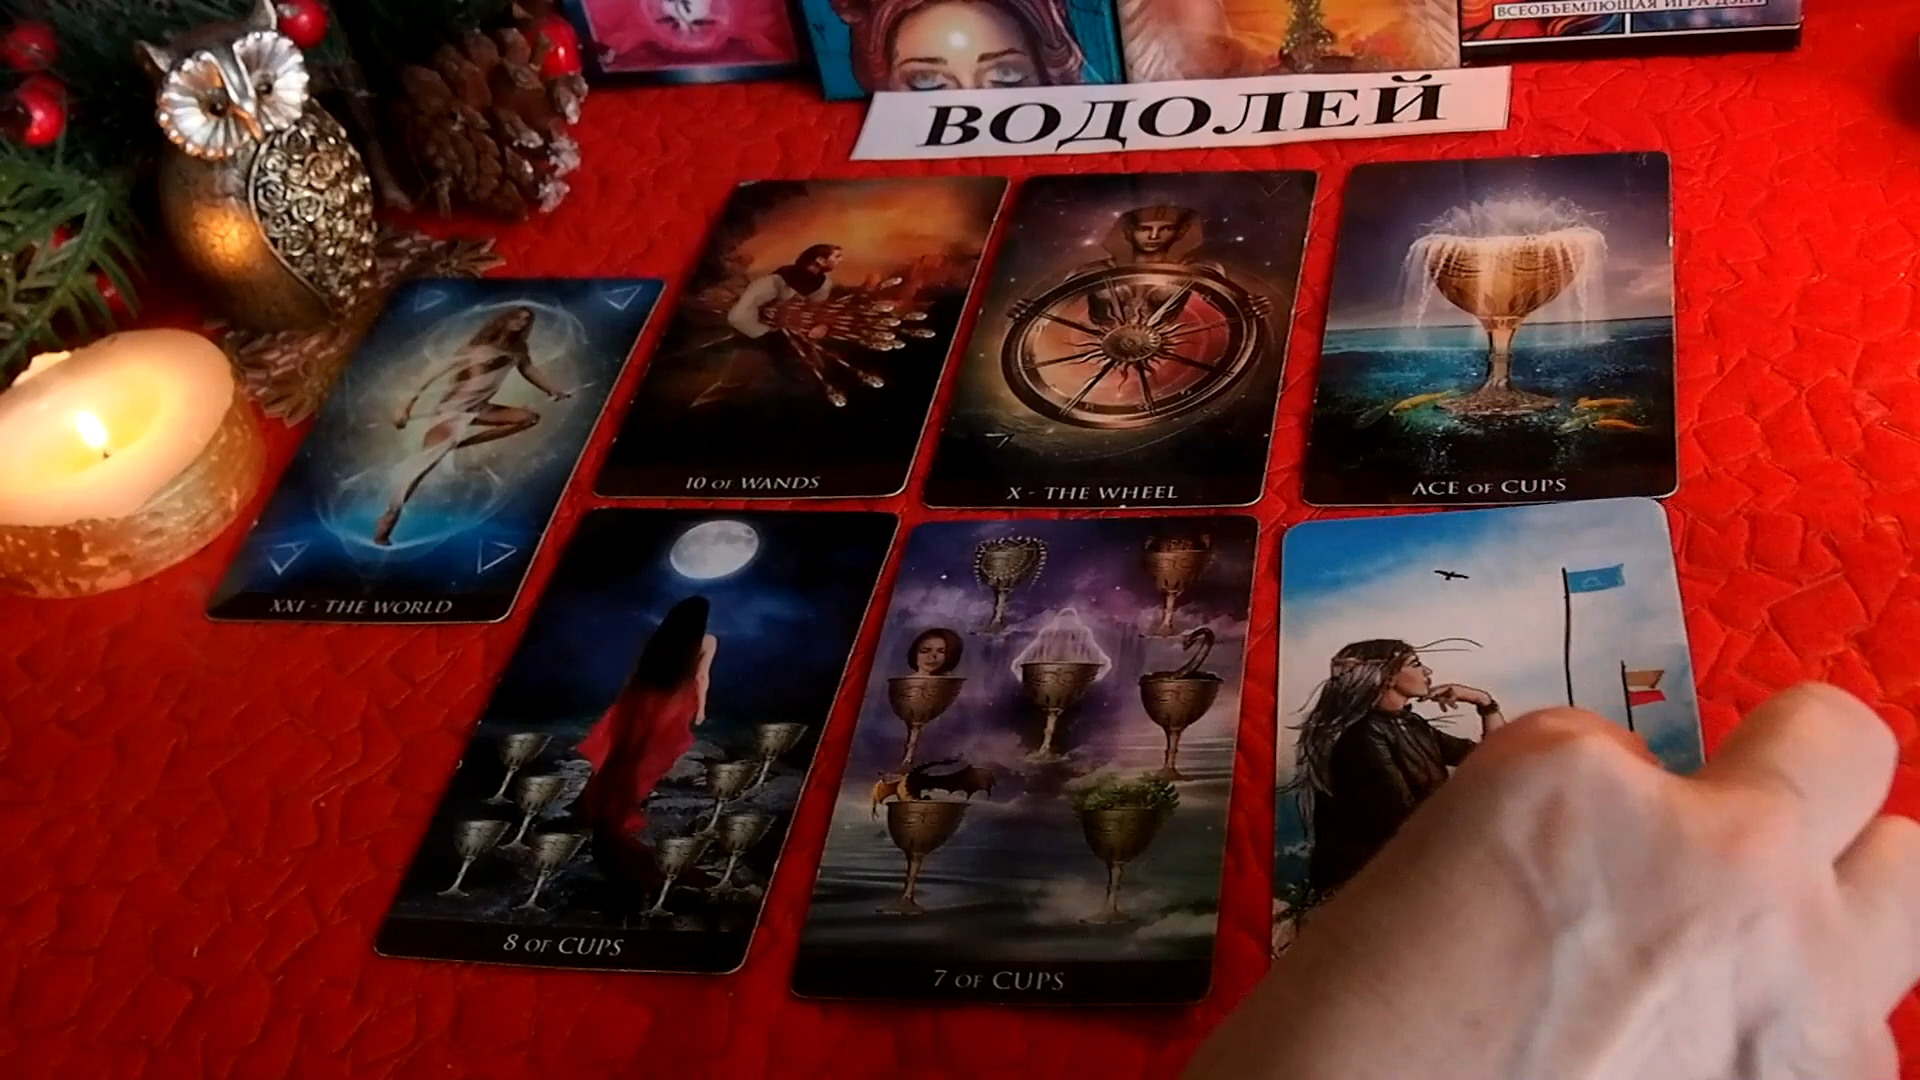 ВСЕОБЪЕМЛЮЩАЯ ИГРА ДЗЕН
ВОДОЛЕЙ
10 OF WANDS
X - THE WHEEL
ACE OF CUPS
XXI - THE WORLD
8 OF CUPS
7 OF CUPS